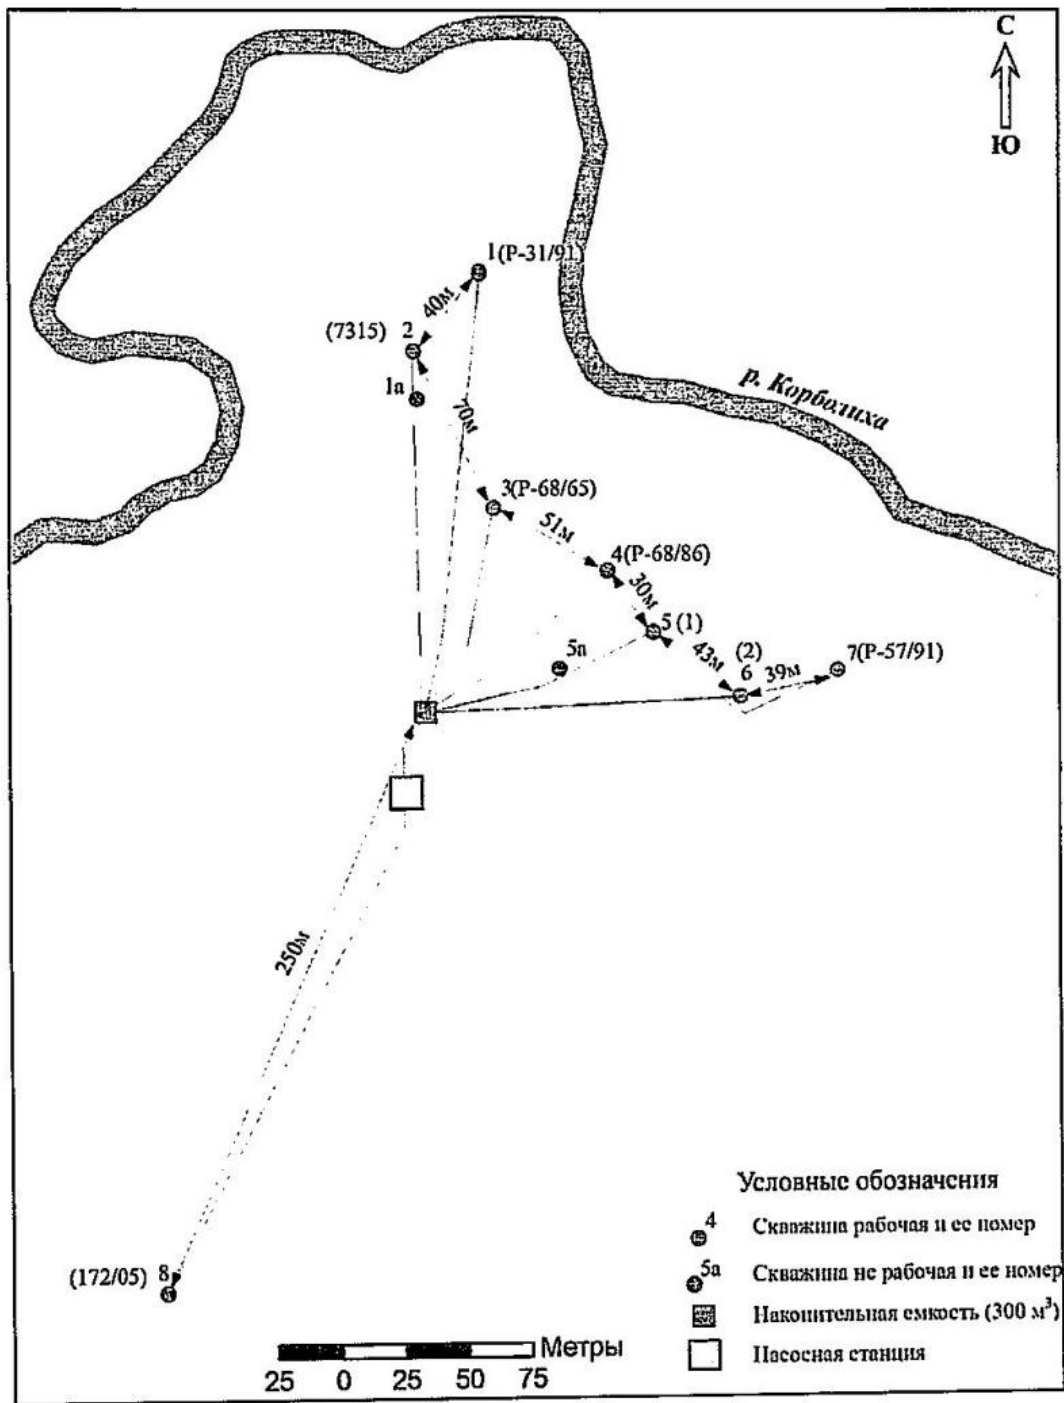 С
Ю
1(Р-31/91)
40м
(7315) 2
1а
70м
р. Корболиха
3(Р-68/65)
51м
4(Р-68/86)
30м
5 (1)
5а
43м
(2)
6
39м
7(Р-57/91)
250м
(172/05) 8
Условные обозначения
4 Скважина рабочая и ее номер
5а Скважина не рабочая и ее номер
Накопительная емкость (300 м³)
Насосная станция
Метры
25 0 25 50 75